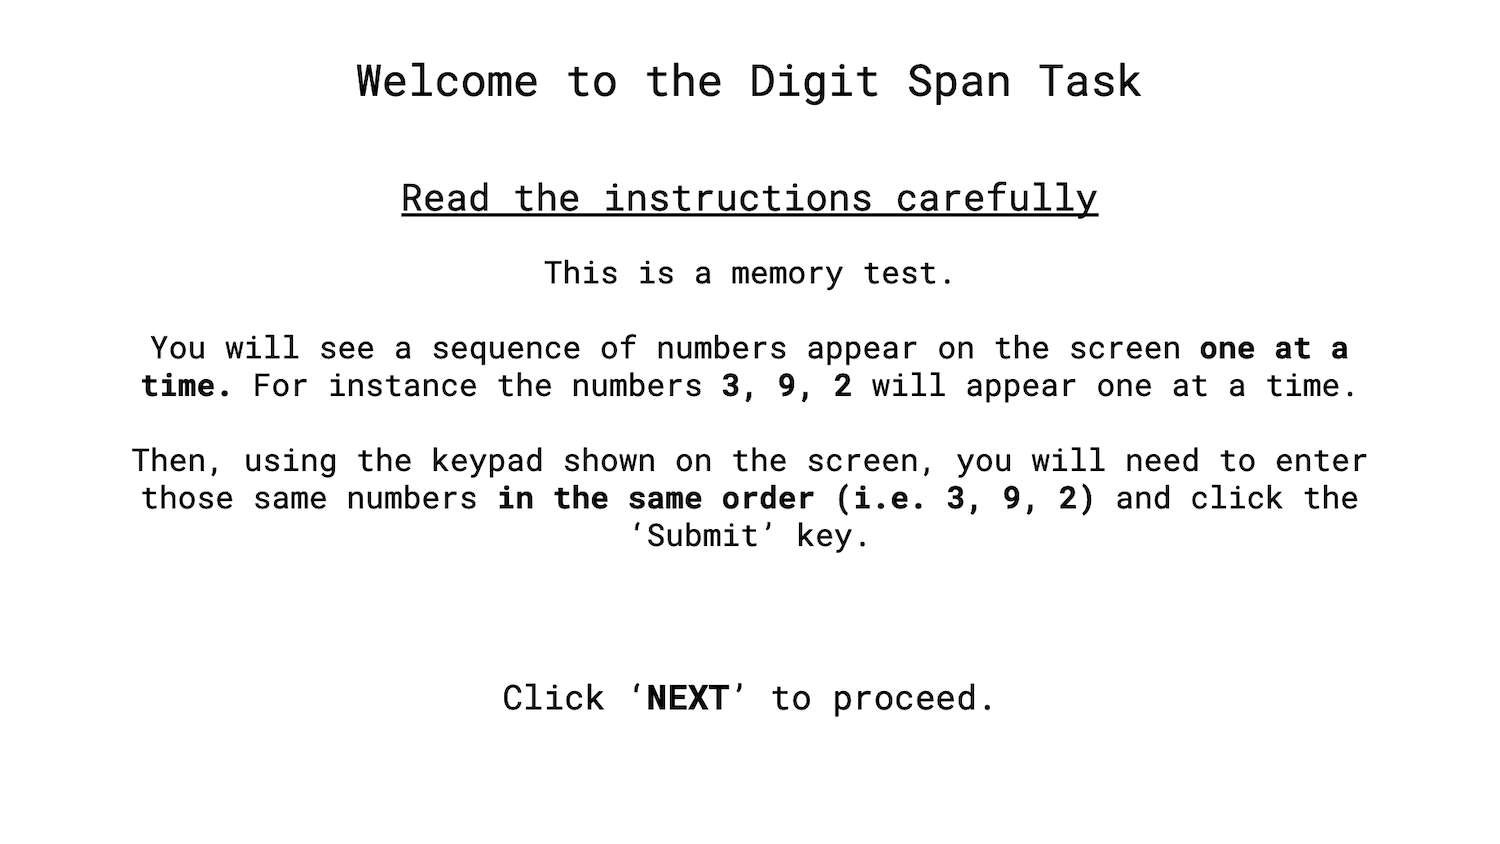 Welcome to the Digit Span Task
Read the instructions carefully
This is a memory test.
You will see a sequence of numbers appear on the screen one at a
time. For instance the numbers 3, 9, 2 will appear one at a time.
Then, using the keypad shown on the screen, you will need to enter
those same numbers in the same order (i.e. 3, 9, 2) and click the
‘Submit’ key.
Click ‘NEXT’ to proceed.